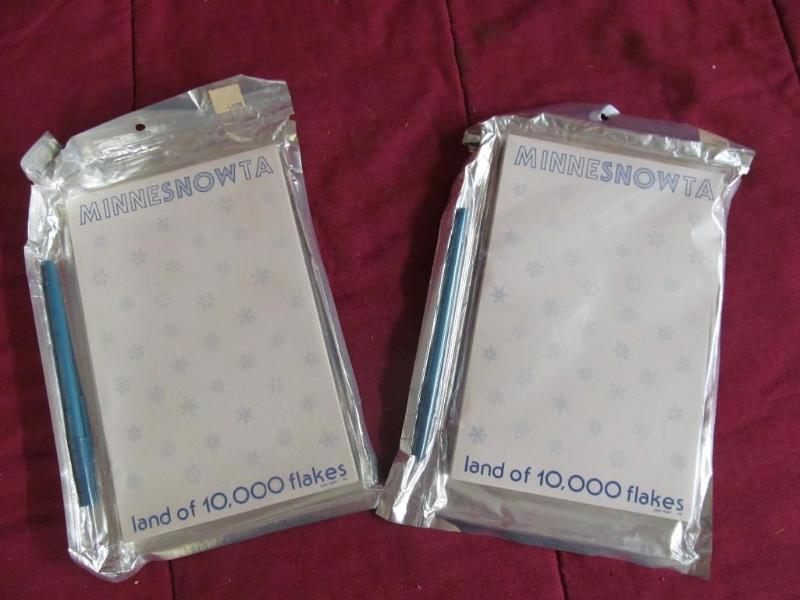 MINNESNOWTA
land of 10,000 flakes
MINNESNOWTA
land of 10,000 flakes